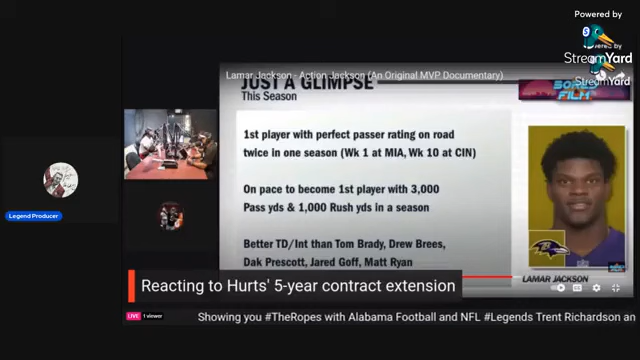 Powered by
StreamYard
Powered by
StreamYard
Lamar Jackson - Action Jackson (An Original MVP Documentary)
JUST A GLIMPSE
This Season
FILM
1st player with perfect passer rating on road
twice in one season (Wk 1 at MIA, Wk 10 at CIN)
On pace to become 1st player with 3,000
Pass yds & 1,000 Rush yds in a season
Better TD/Int than Tom Brady, Drew Brees,
Dak Prescott, Jared Goff, Matt Ryan
LAMAR JACKSON
Legend Producer
Reacting to Hurts' 5-year contract extension
LIVE
1 viewer
Showing you #TheRopes with Alabama Football and NFL #Legends Trent Richardson an